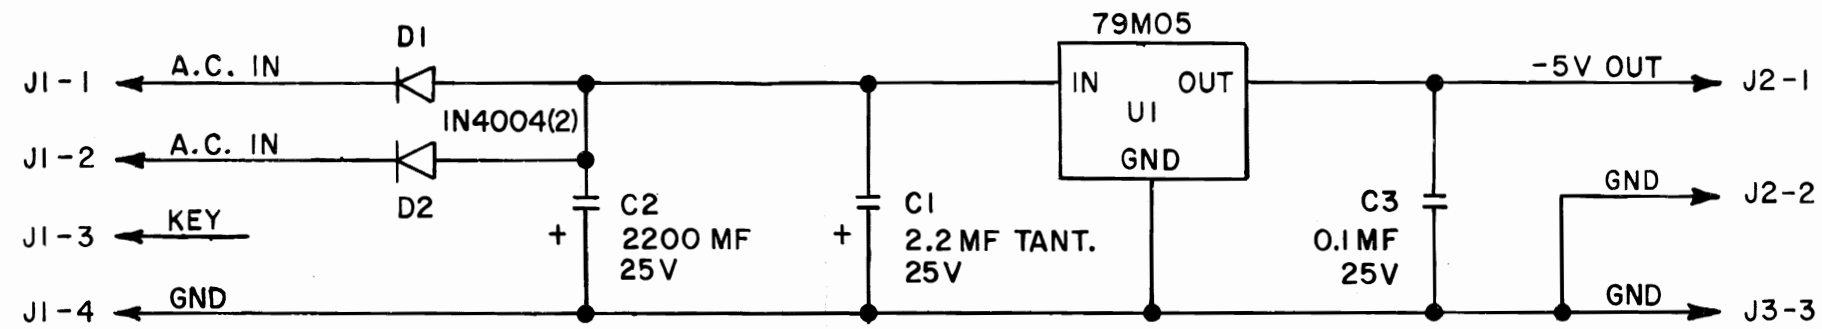 79M05
D1
J1-1
A.C. IN
IN
OUT
-5V OUT
J2-1
U1
1N4004(2)
J1-2
A.C. IN
GND
D2
C2
2200 MF
25V
+
C1
2.2 MF TANT.
25V
+
C3
0.1 MF
25V
GND
J2-2
J1-3
KEY
J1-4
GND
GND
J3-3